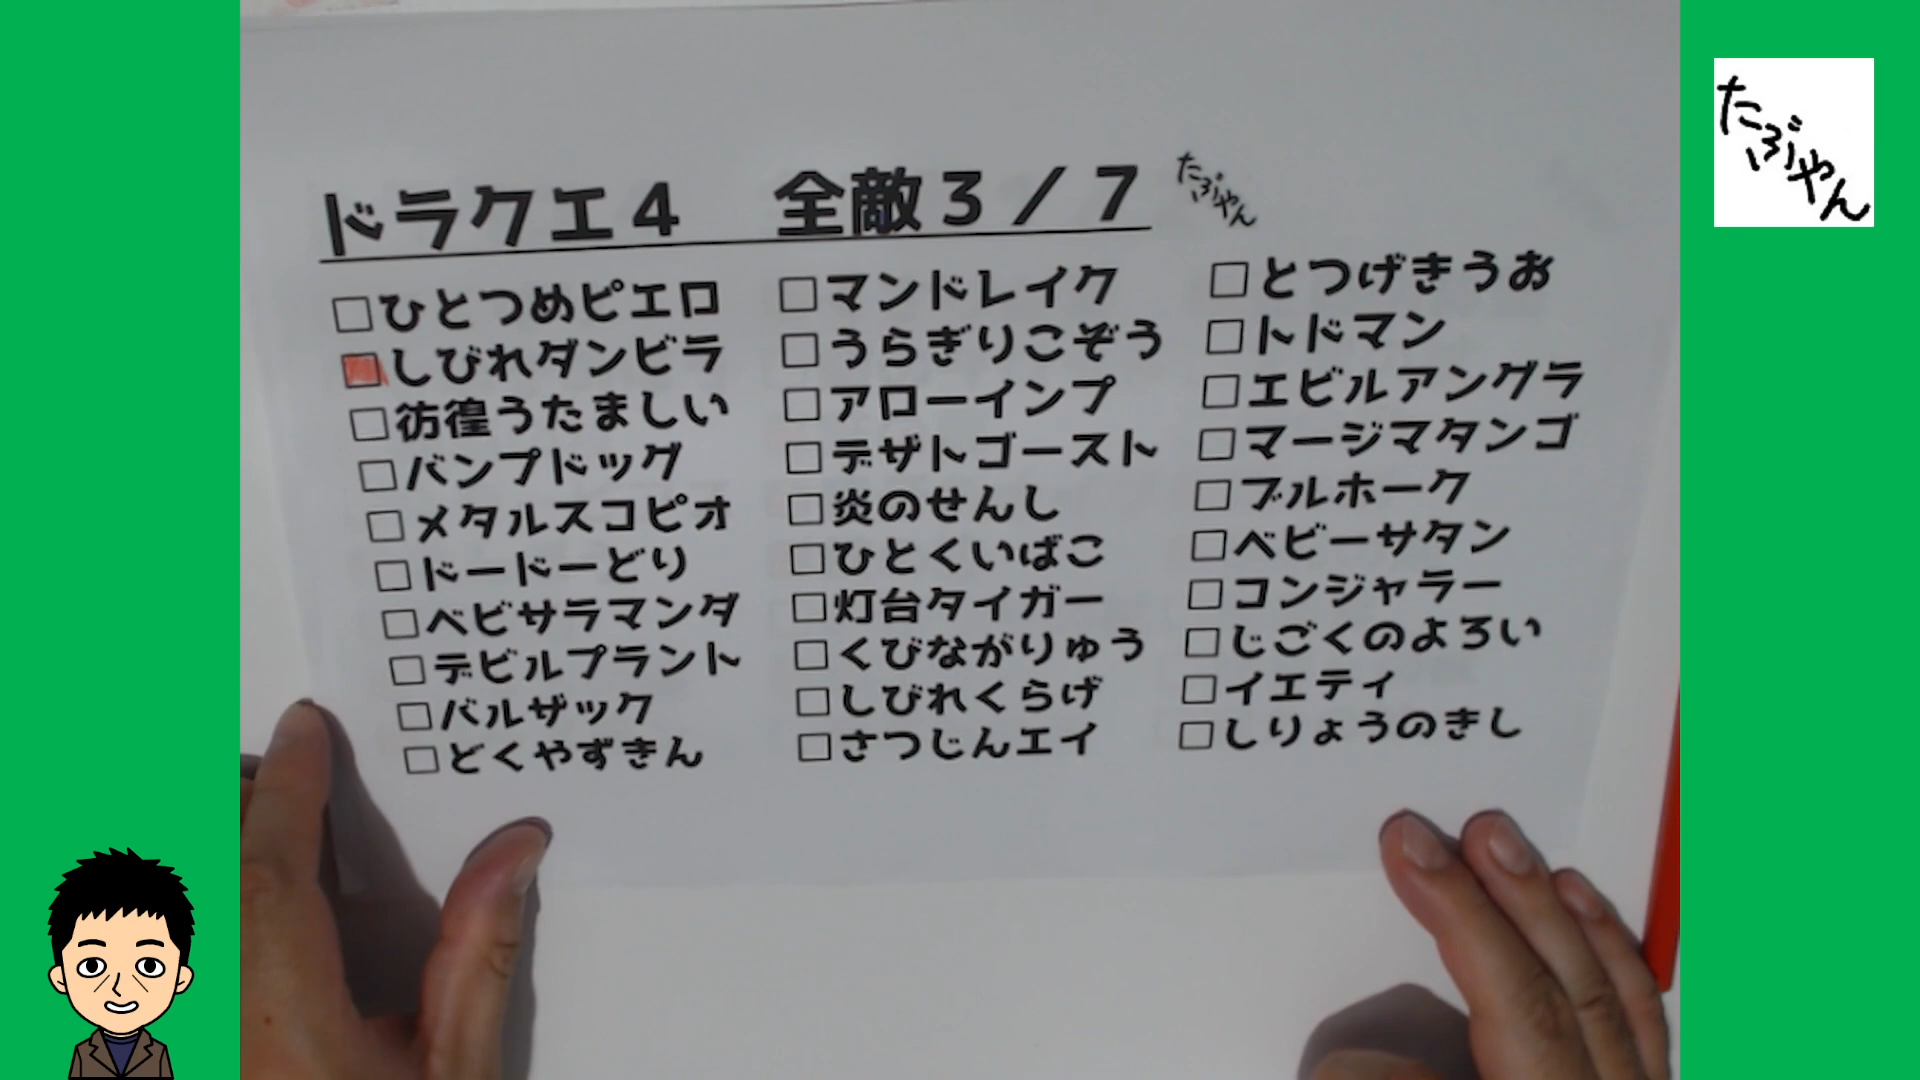 ドラクエ4 全敵3/7 たぶやん
□ひとつめピエロ
■しびれダンビラ
□彷徨うたましい
□バンプドッグ
□メタルスコピオ
□ドードーどり
□ベビサラマンダ
□デビルプラント
□バルザック
□どくやずきん
□マンドレイク
□うらぎりこぞう
□アローインプ
□デザトゴースト
□炎のせんし
□ひとくいばこ
□灯台タイガー
□くびながりゅう
□しびれくらげ
□さつじんエイ
□とつげきうお
□トドマン
□エビルアングラ
□マージマタンゴ
□ブルホーク
□ベビーサタン
□コンジャラー
□じごくのよろい
□イエティ
□しりょうのきし
たぶやん